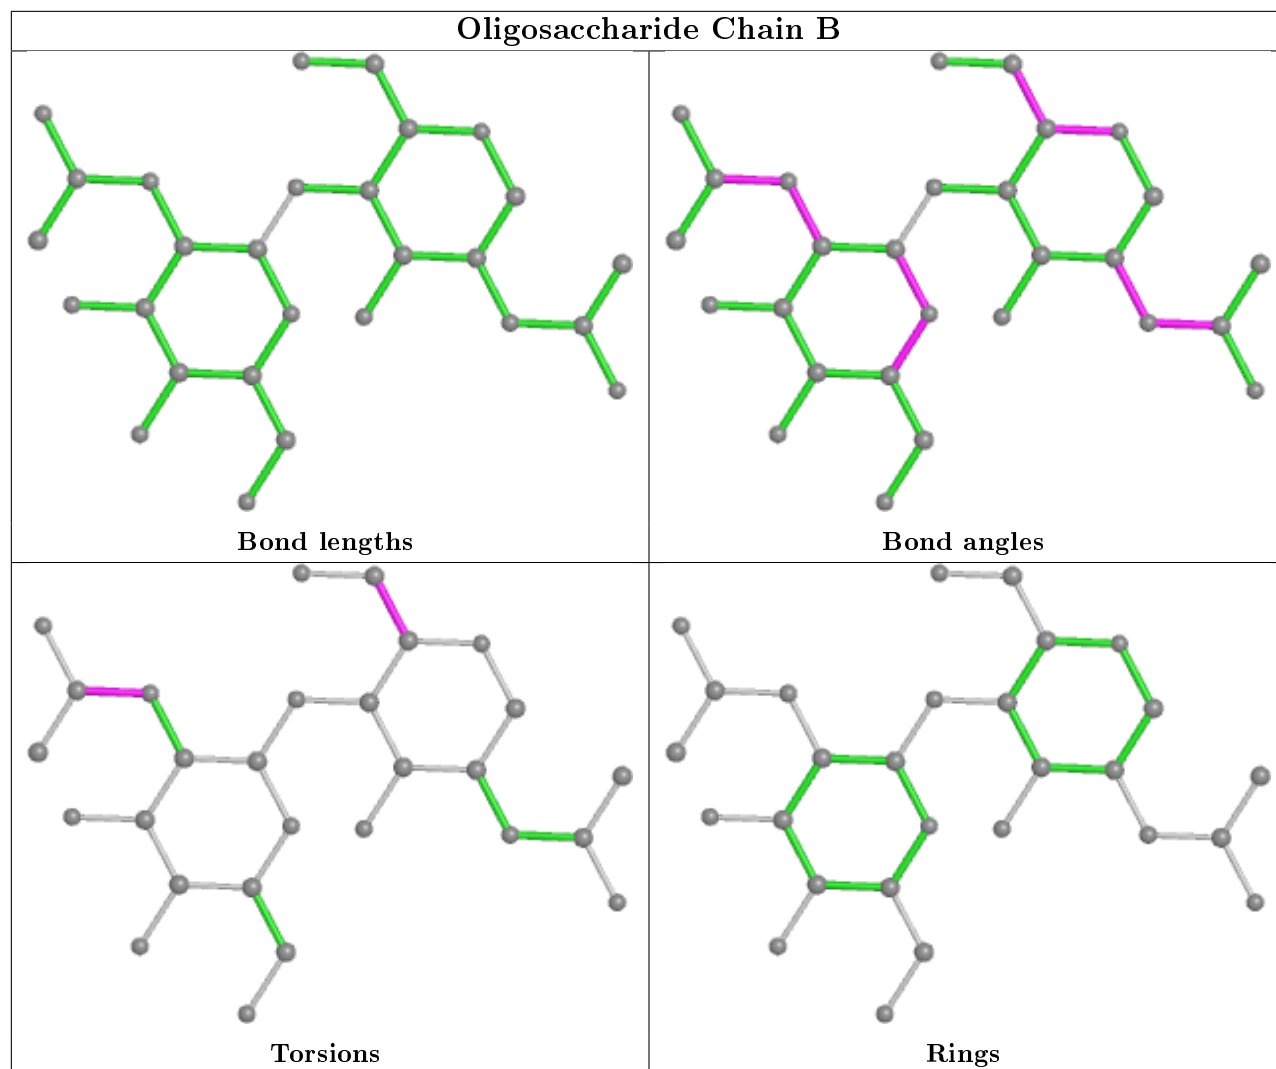 Oligosaccharide Chain B
Bond lengths
Bond angles
Torsions
Rings